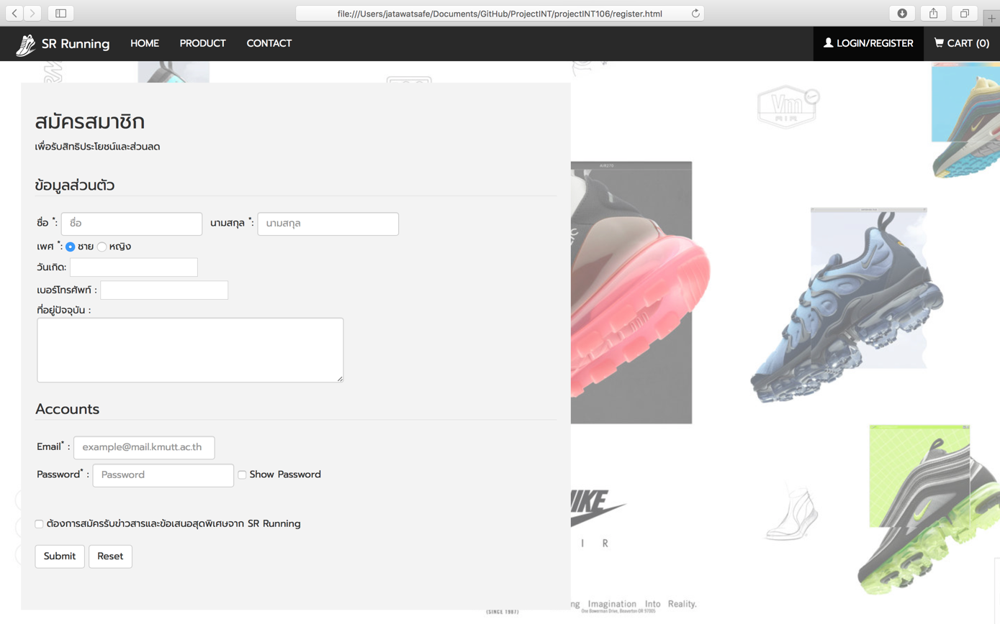 file:///Users/jatawatsafe/Documents/GitHub/ProjectINT/projectINT106/register.html
SR Running HOME PRODUCT CONTACT LOGIN/REGISTER CART (0)
Vm
AIR
สมัครสมาชิก
เพื่อรับสิทธิประโยชน์และส่วนลด
ข้อมูลส่วนตัว
ชื่อ *: ชื่อ นามสกุล *: นามสกุล
เพศ *: ชาย หญิง
วันเกิด:
เบอร์โทรศัพท์ :
ที่อยู่ปัจจุบัน :
Accounts
Email* : example@mail.kmutt.ac.th
Password* : Password Show Password
ต้องการสมัครรับข่าวสารและข้อเสนอสุดพิเศษจาก SR Running
Submit Reset
IKE
I R
ng Imagination Into Reality.
One Bowerman Drive, Beaverton OR 97005
(SINCE 1987)